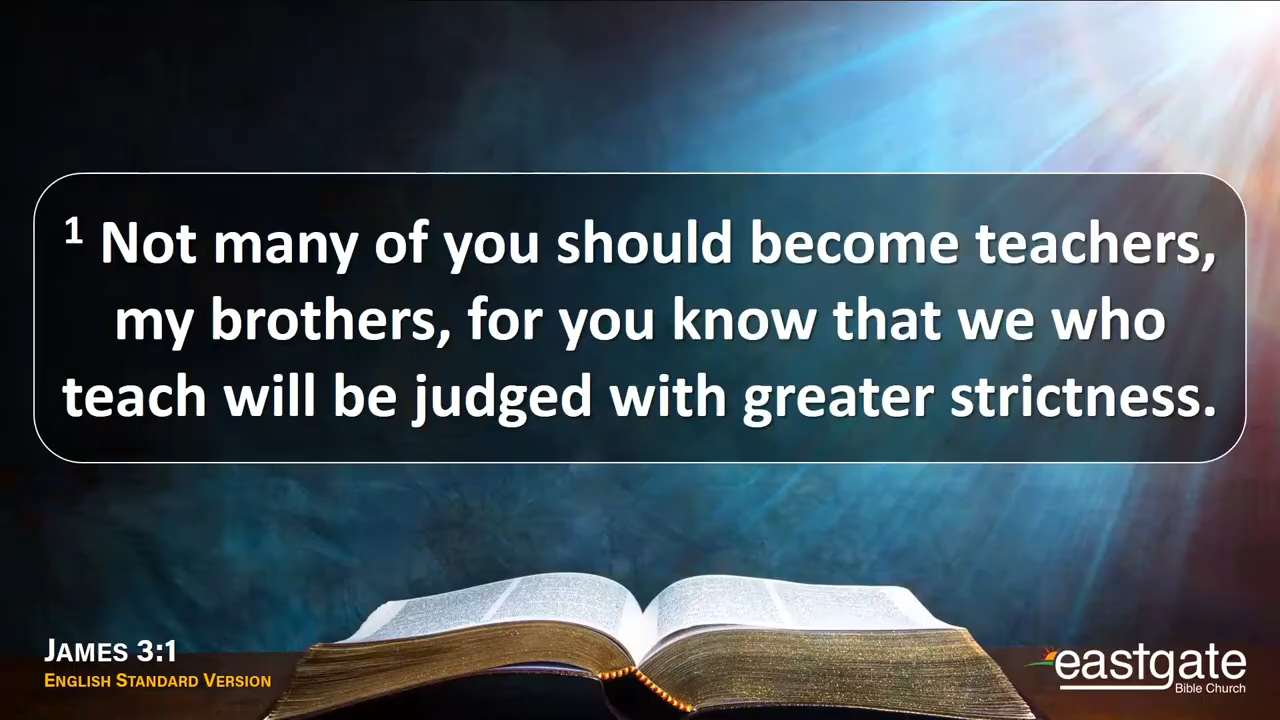 1 Not many of you should become teachers,
my brothers, for you know that we who
teach will be judged with greater strictness.
JAMES 3:1
ENGLISH STANDARD VERSION
eastgate
Bible Church